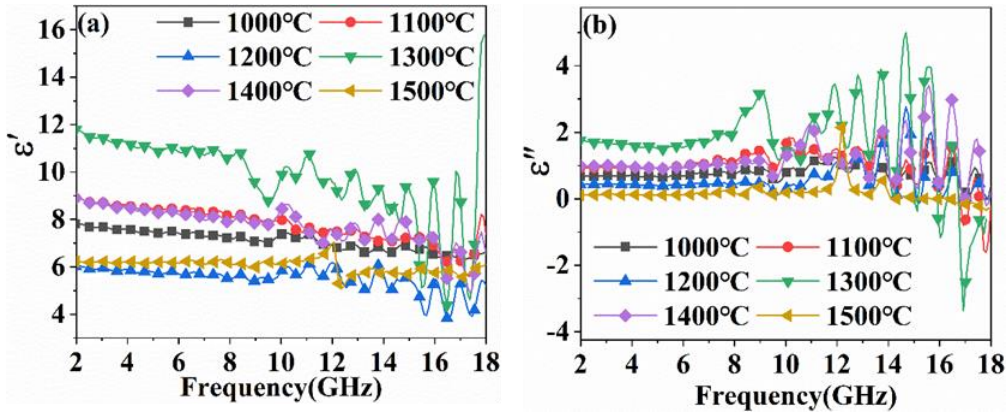 (a)
1000°C 1100°C
1200°C 1300°C
1400°C 1500°C
16
14
12
10
8
6
4
ε′
2 4 6 8 10 12 14 16 18
Frequency(GHz)
(b)
4
2
0
-2
-4
ε″
1000°C 1100°C
1200°C 1300°C
1400°C 1500°C
2 4 6 8 10 12 14 16 18
Frequency(GHz)